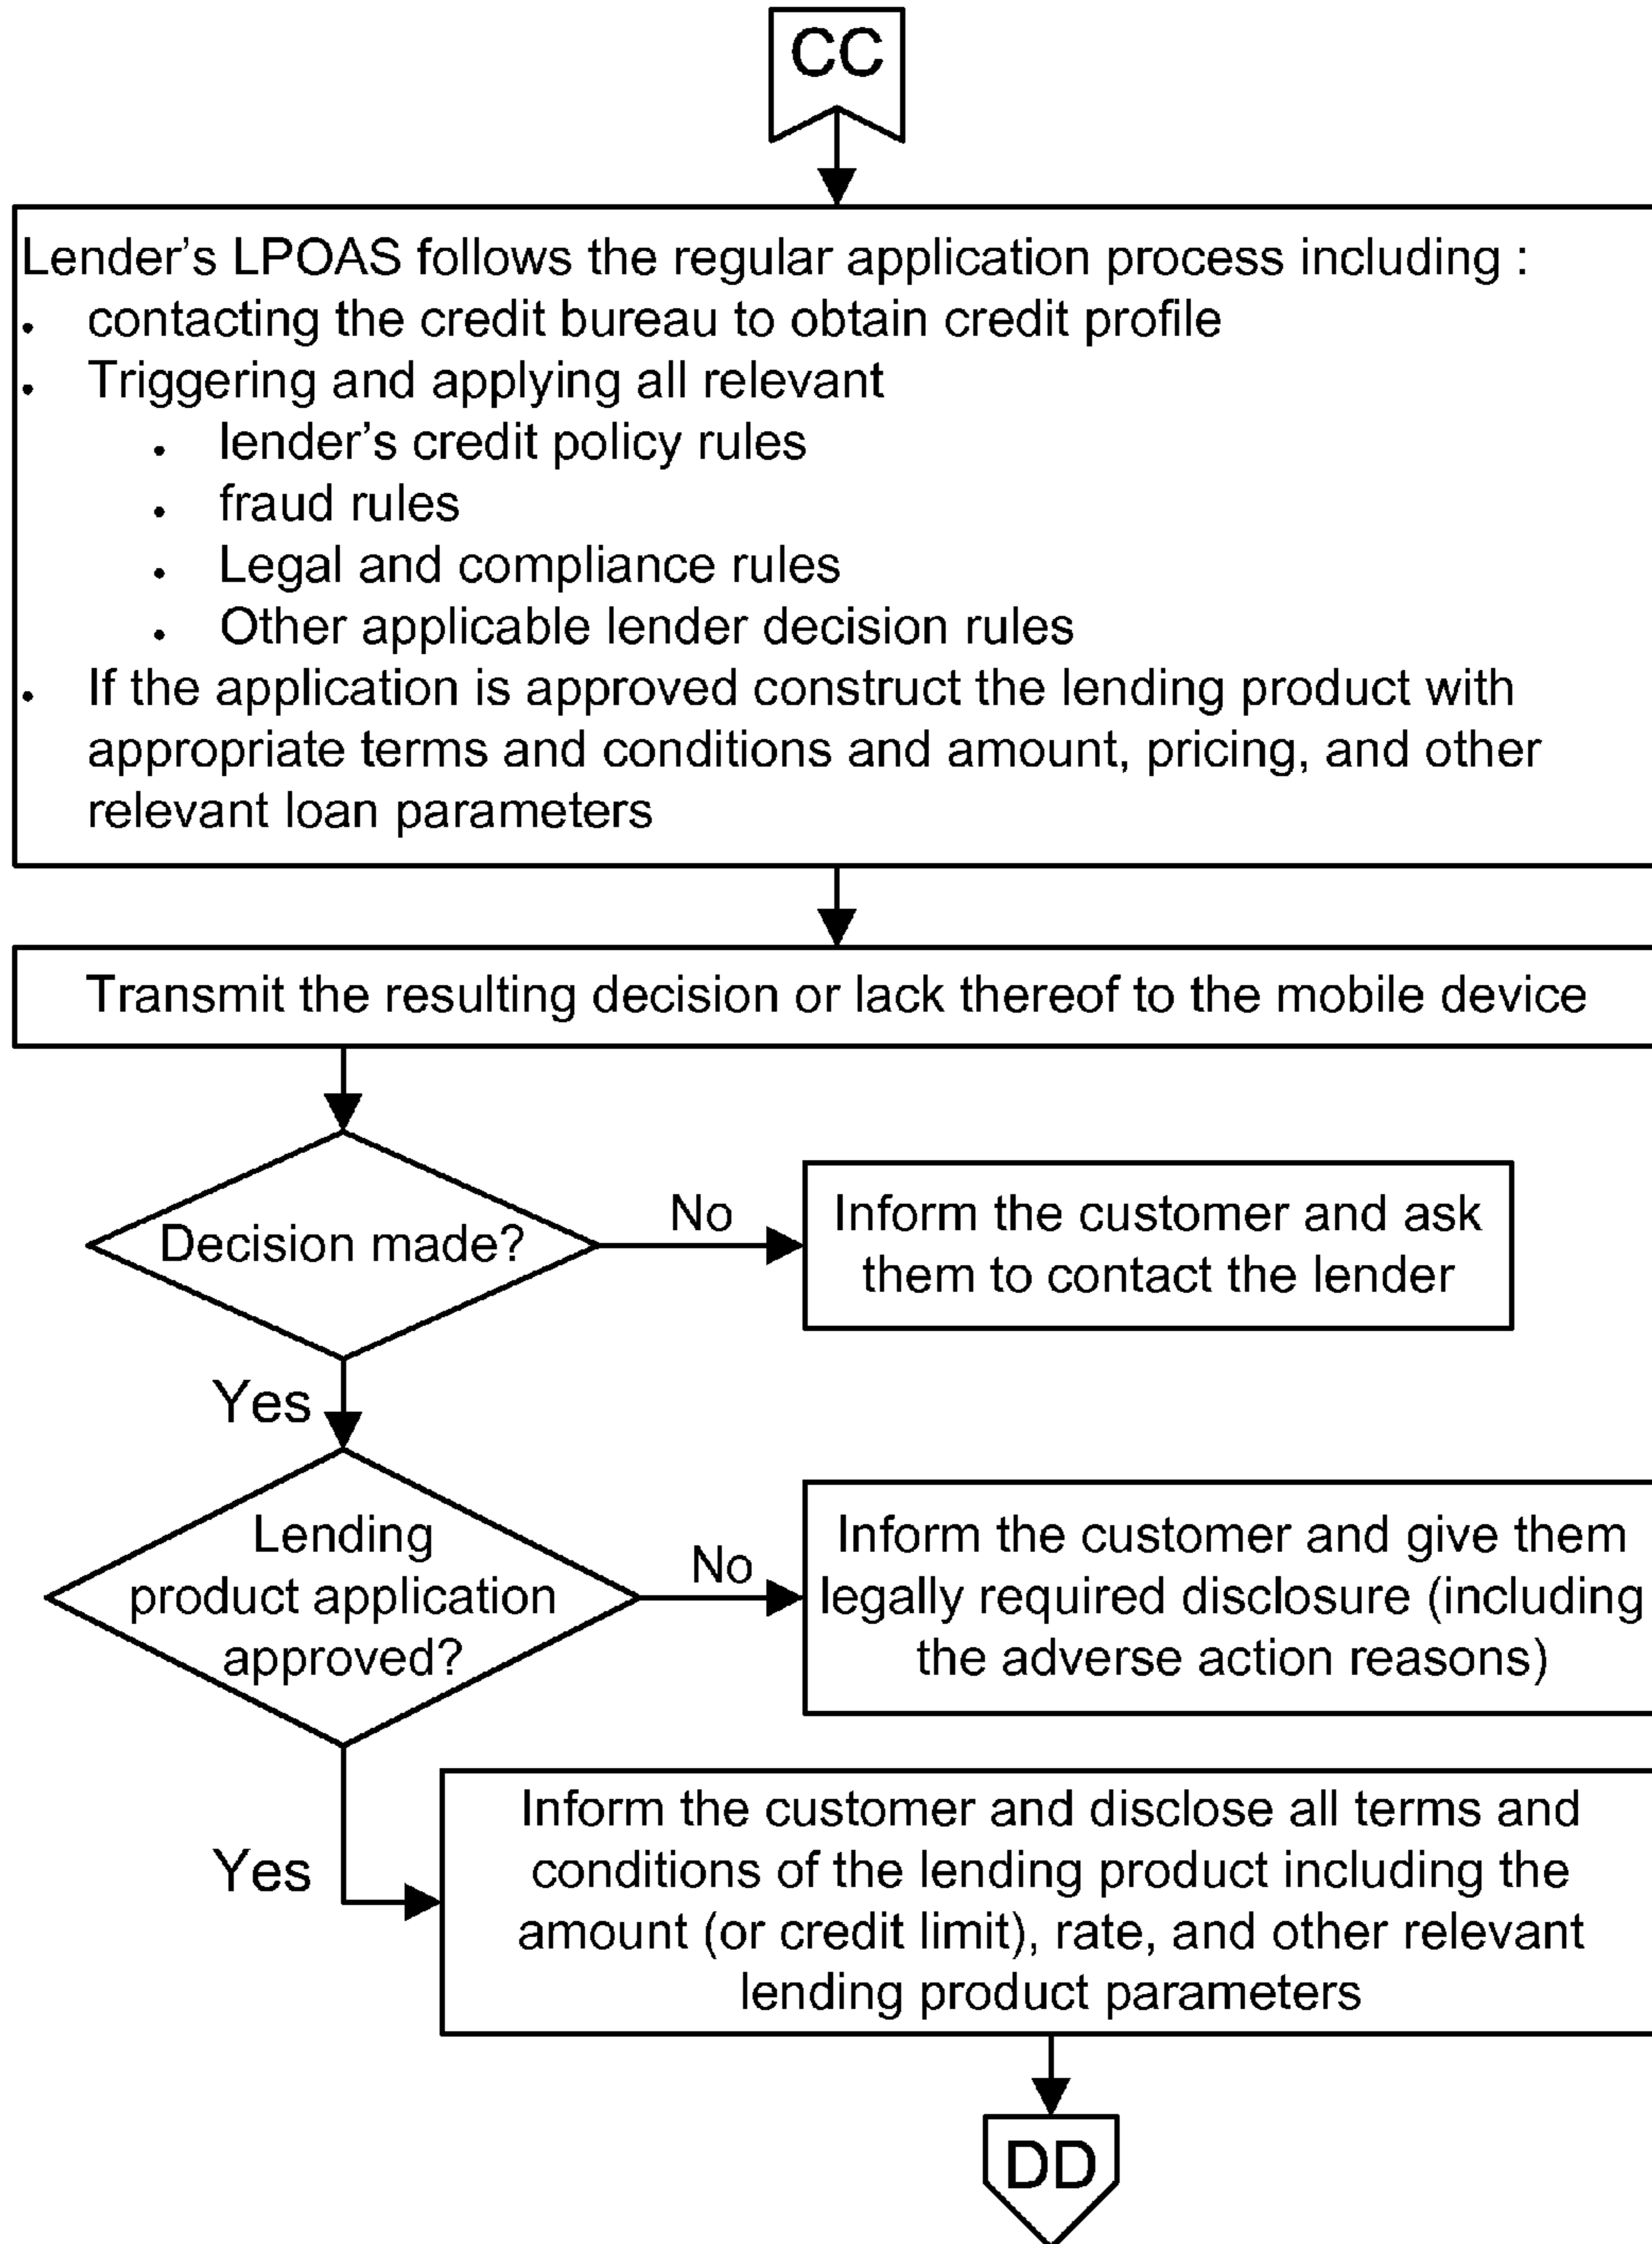 CC
Lender's LPOAS follows the regular application process including :
• contacting the credit bureau to obtain credit profile
• Triggering and applying all relevant
• lender's credit policy rules
• fraud rules
• Legal and compliance rules
• Other applicable lender decision rules
• If the application is approved construct the lending product with
appropriate terms and conditions and amount, pricing, and other
relevant loan parameters
Transmit the resulting decision or lack thereof to the mobile device
Decision made?
No
Inform the customer and ask
them to contact the lender
Yes
Lending
product application
approved?
No
Inform the customer and give them
legally required disclosure (including
the adverse action reasons)
Yes
Inform the customer and disclose all terms and
conditions of the lending product including the
amount (or credit limit), rate, and other relevant
lending product parameters
DD